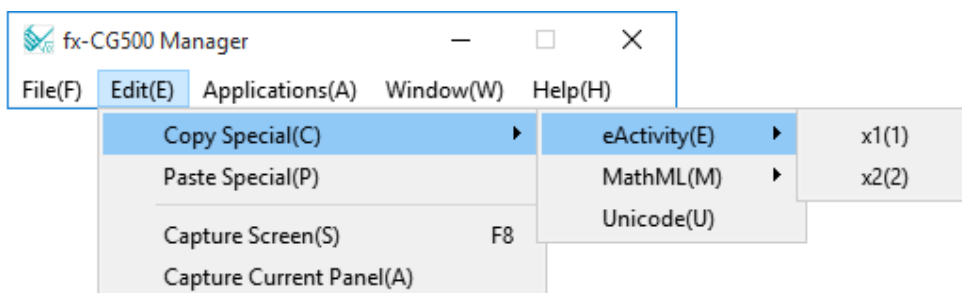 fx-CG500 Manager
File(F) Edit(E) Applications(A) Window(W) Help(H)
Copy Special(C) eActivity(E) x1(1)
Paste Special(P) MathML(M) x2(2)
Unicode(U)
Capture Screen(S) F8
Capture Current Panel(A)